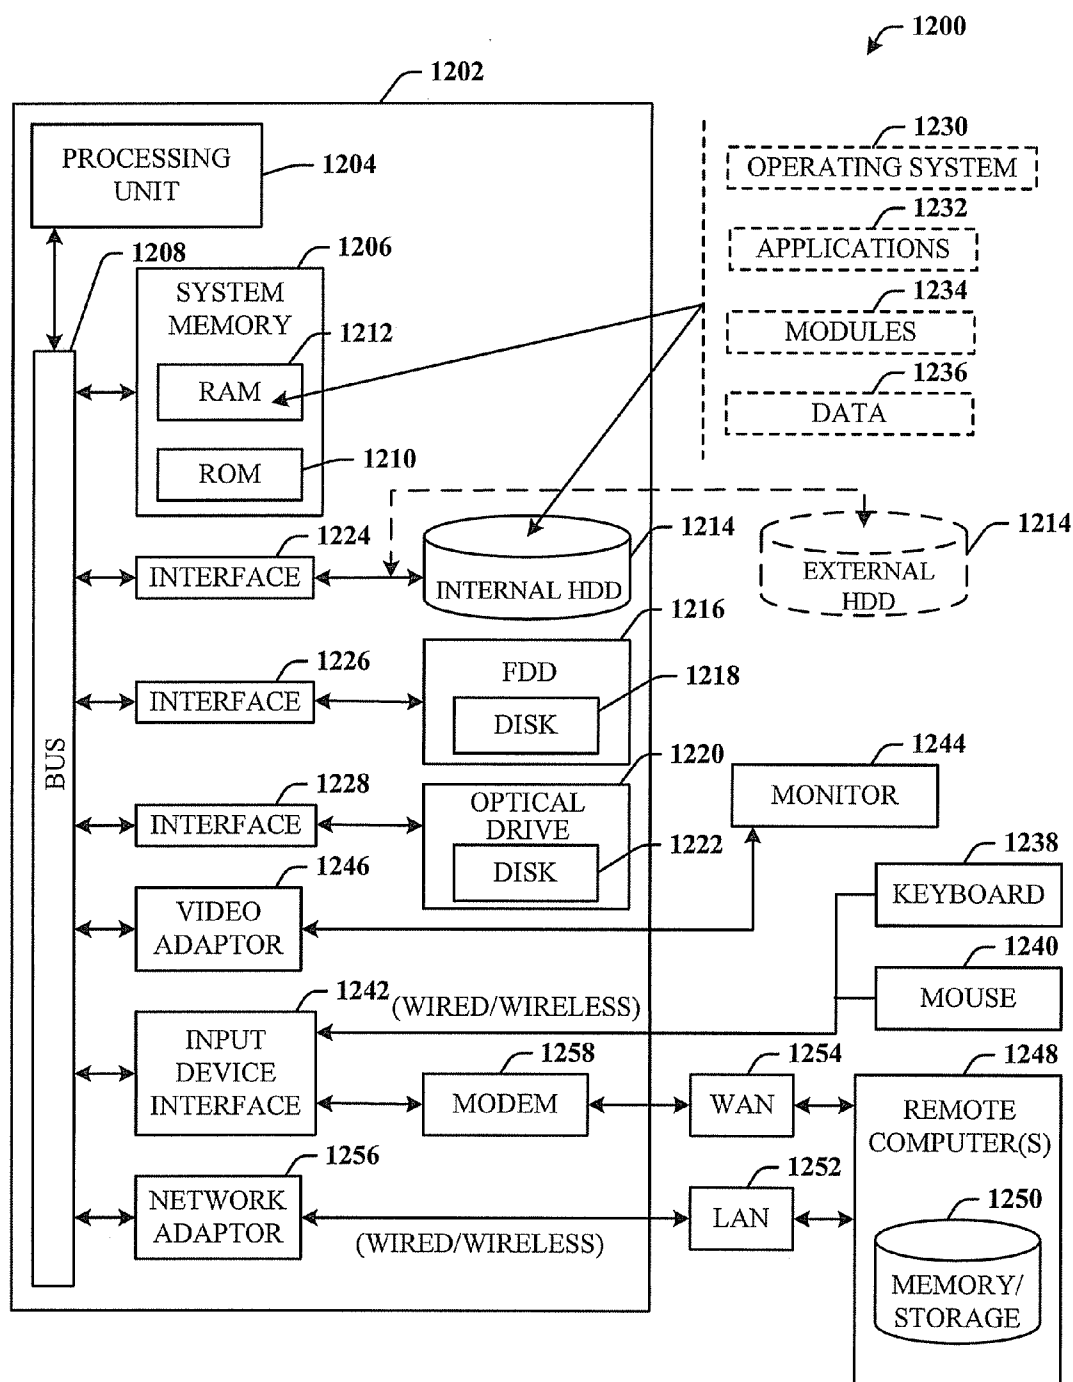 1200
1202
PROCESSING
UNIT
1204
1208
1206
SYSTEM
MEMORY
1212
RAM
1210
ROM
1230
OPERATING SYSTEM
1232
APPLICATIONS
1234
MODULES
1236
DATA
1224
INTERFACE
1214
INTERNAL HDD
1214
EXTERNAL
HDD
1226
INTERFACE
1216
FDD
1218
DISK
BUS
1228
INTERFACE
1220
OPTICAL
DRIVE
1222
DISK
1244
MONITOR
1246
VIDEO
ADAPTOR
1238
KEYBOARD
1240
MOUSE
1242
(WIRED/WIRELESS)
INPUT
DEVICE
INTERFACE
1258
MODEM
1254
WAN
1248
REMOTE
COMPUTER(S)
1256
NETWORK
ADAPTOR
(WIRED/WIRELESS)
1252
LAN
1250
MEMORY/
STORAGE